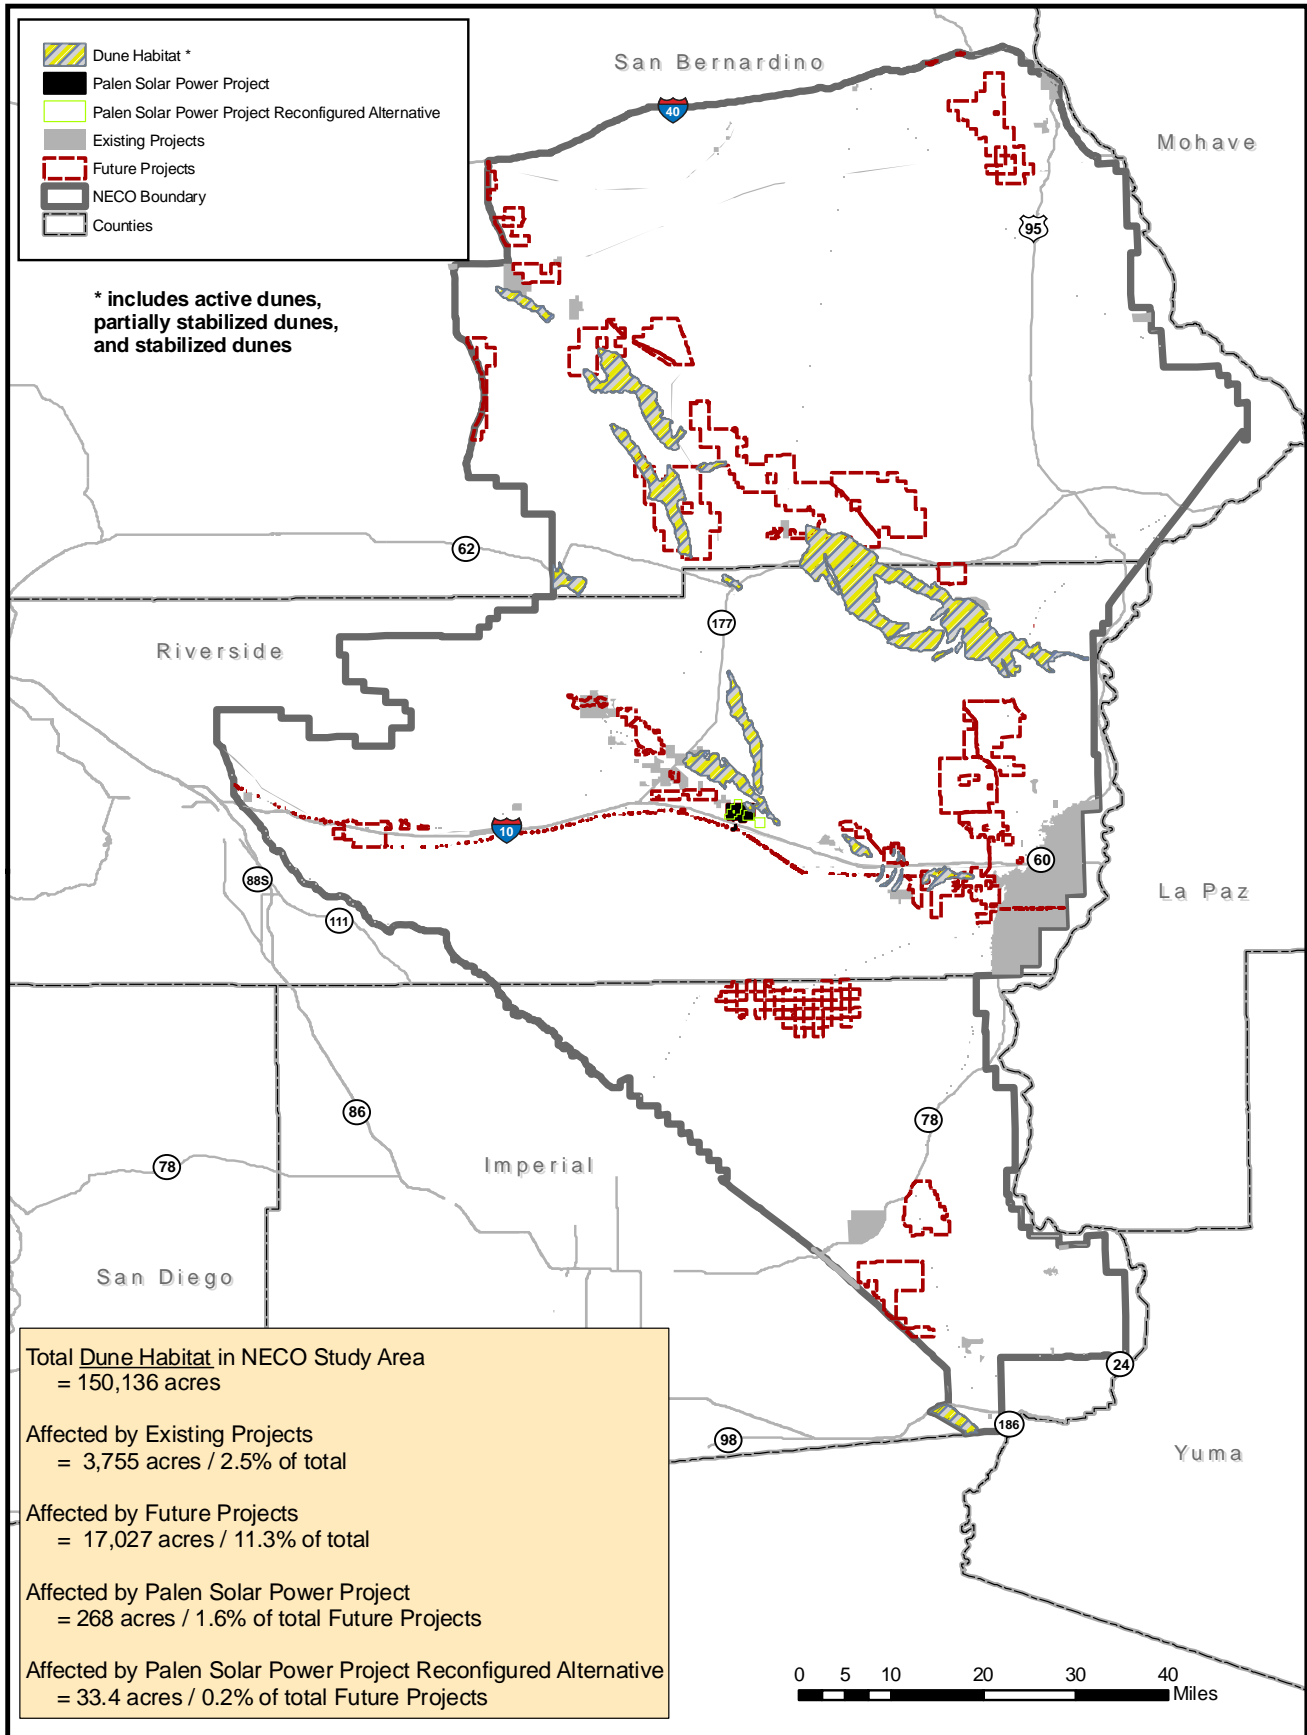 Dune Habitat *
Palen Solar Power Project
Palen Solar Power Project Reconfigured Alternative
Existing Projects
Future Projects
NECO Boundary
Counties
* includes active dunes,
partially stabilized dunes,
and stabilized dunes
San Bernardino
40
Mohave
95
62
177
Riverside
10
60
88S
111
La Paz
86
78
78
Imperial
San Diego
24
186
98
Yuma
Total Dune Habitat in NECO Study Area
= 150,136 acres
Affected by Existing Projects
= 3,755 acres / 2.5% of total
Affected by Future Projects
= 17,027 acres / 11.3% of total
Affected by Palen Solar Power Project
= 268 acres / 1.6% of total Future Projects
Affected by Palen Solar Power Project Reconfigured Alternative
= 33.4 acres / 0.2% of total Future Projects
0 5 10 20 30 40
Miles